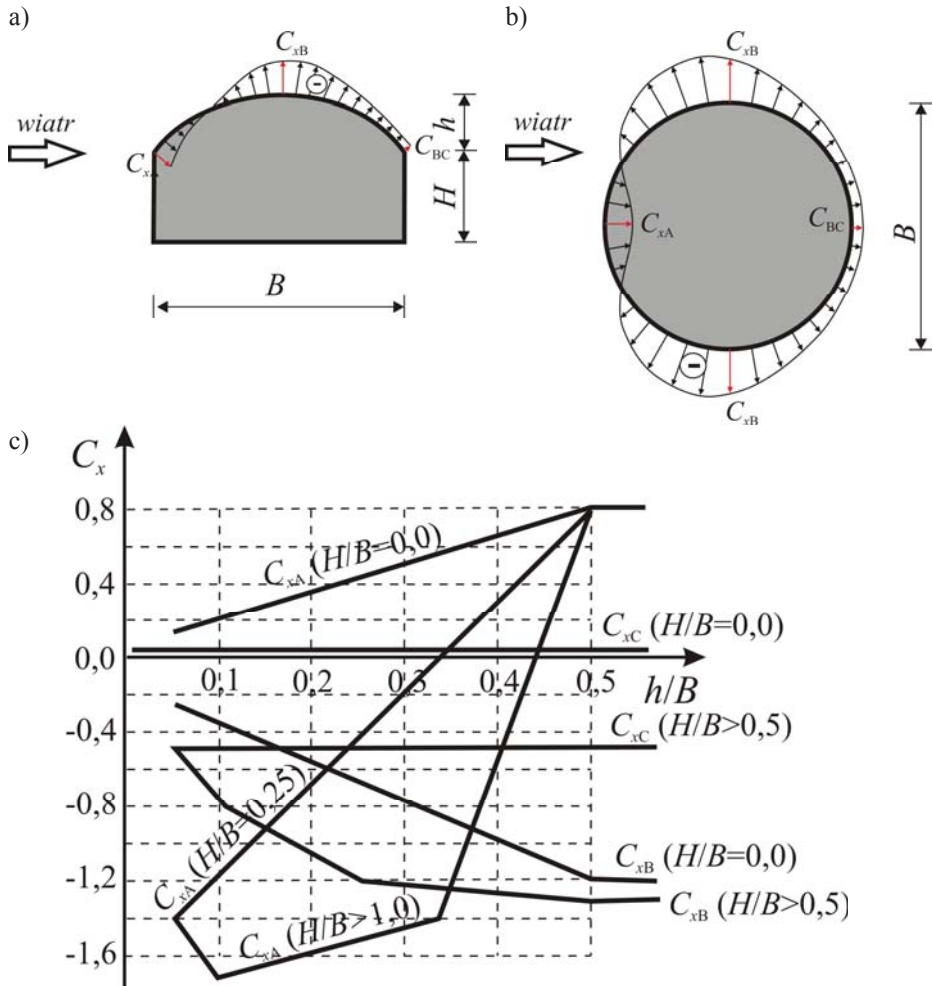 a)
C_xB
wiatr
C_xA
C_BC
h
H
B
b)
C_xB
wiatr
C_xA
C_BC
B
C_xB
c)
C_x
0,8
0,4
0,0
-0,4
-0,8
-1,2
-1,6
0,1 0,2 0,3 0,4 0,5
h/B
C_xA (H/B=0,0)
C_xC (H/B=0,0)
C_xC (H/B>0,5)
C_xA (H/B=0,25)
C_xA (H/B>1,0)
C_xB (H/B=0,0)
C_xB (H/B>0,5)